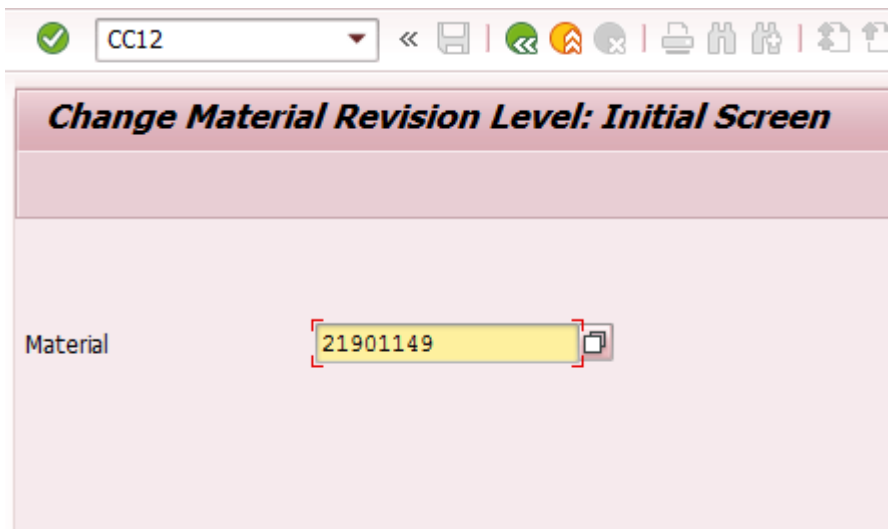 CC12
Change Material Revision Level: Initial Screen
Material 21901149